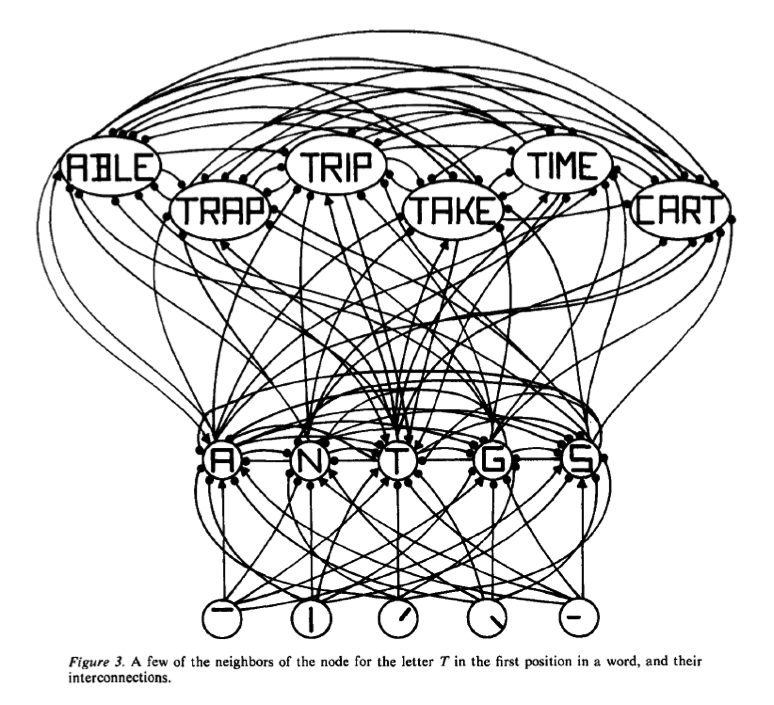 ABLE TRIP TIME
TRAP TAKE CART
A N T G S
Figure 3. A few of the neighbors of the node for the letter T in the first position in a word, and their
interconnections.